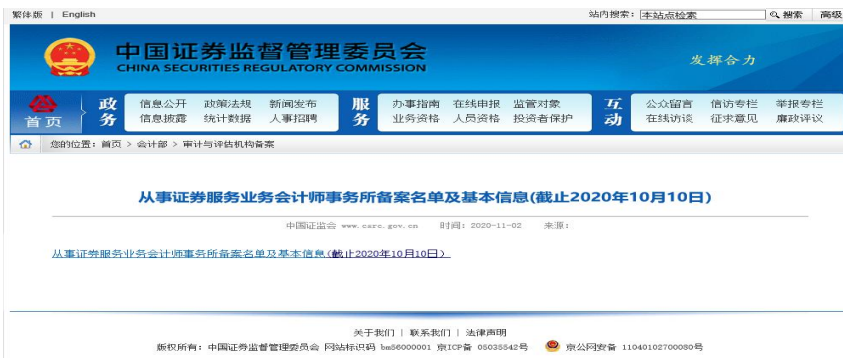 繁体版 | English
站内搜索: 本站点检索 搜索 高级
中国证券监督管理委员会
CHINA SECURITIES REGULATORY COMMISSION
发挥合力
首页
政务
信息公开 政策法规 新闻发布
信息披露 统计数据 人事招聘
服务
办事指南 在线申报 监管对象
业务资格 人员资格 投资者保护
互动
公众留言 信访专栏 举报专栏
在线访谈 征求意见 廉政评议
您的位置: 首页 > 会计部 > 审计与评估机构备案
从事证券服务业务会计师事务所备案名单及基本信息(截止2020年10月10日)
中国证监会 www.csrc.gov.cn 时间: 2020-11-02 来源:
从事证券服务业务会计师事务所备案名单及基本信息(截止2020年10月10日)
关于我们 | 联系我们 | 法律声明
版权所有: 中国证券监督管理委员会 网站标识码 bm56000001 京ICP备 05035542号 京公网安备 11040102700080号